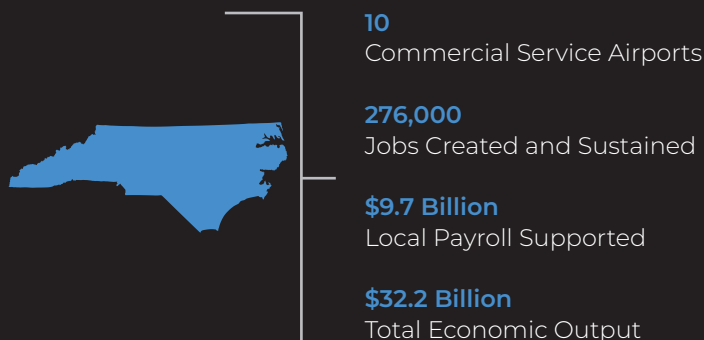 10
Commercial Service Airports
276,000
Jobs Created and Sustained
$9.7 Billion
Local Payroll Supported
$32.2 Billion
Total Economic Output